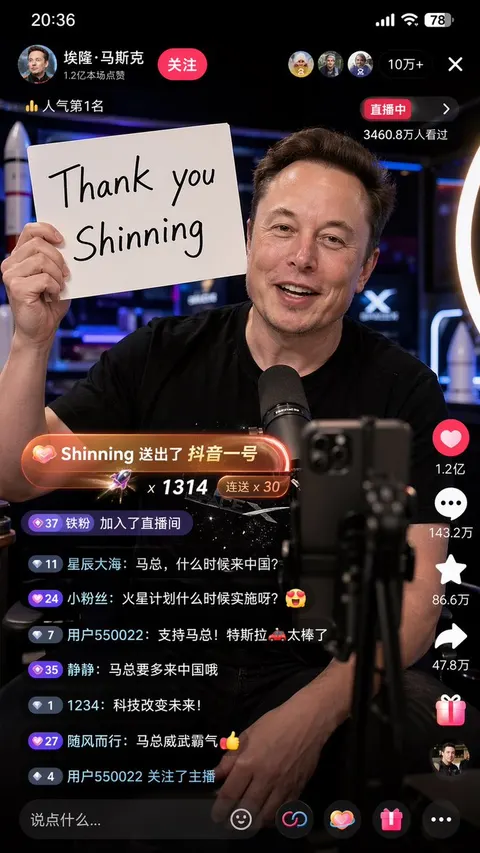 20:36
78
埃隆·马斯克
1.2亿本场点赞
关注
10万+
人气第1名
直播中
3460.8万人看过
Thank you
Shinning
X
Shinning 送出了 抖音一号
x 1314 连送 x 30
37 铁粉 加入了直播间
11 星辰大海：马总，什么时候来中国？
24 小粉丝：火星计划什么时候实施呀？
7 用户550022：支持马总！特斯拉太棒了
35 静静：马总要多来中国哦
1 1234：科技改变未来！
27 随风而行：马总威武霸气
4 用户550022 关注了主播
1.2亿
143.2万
86.6万
47.8万
说点什么...